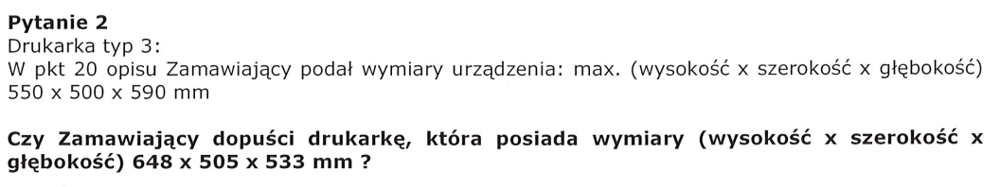 Pytanie 2
Drukarka typ 3:
W pkt 20 opisu Zamawiający podał wymiary urządzenia: max. (wysokość x szerokość x głębokość)
550 x 500 x 590 mm
Czy Zamawiający dopuści drukarkę, która posiada wymiary (wysokość x szerokość x
głębokość) 648 x 505 x 533 mm ?